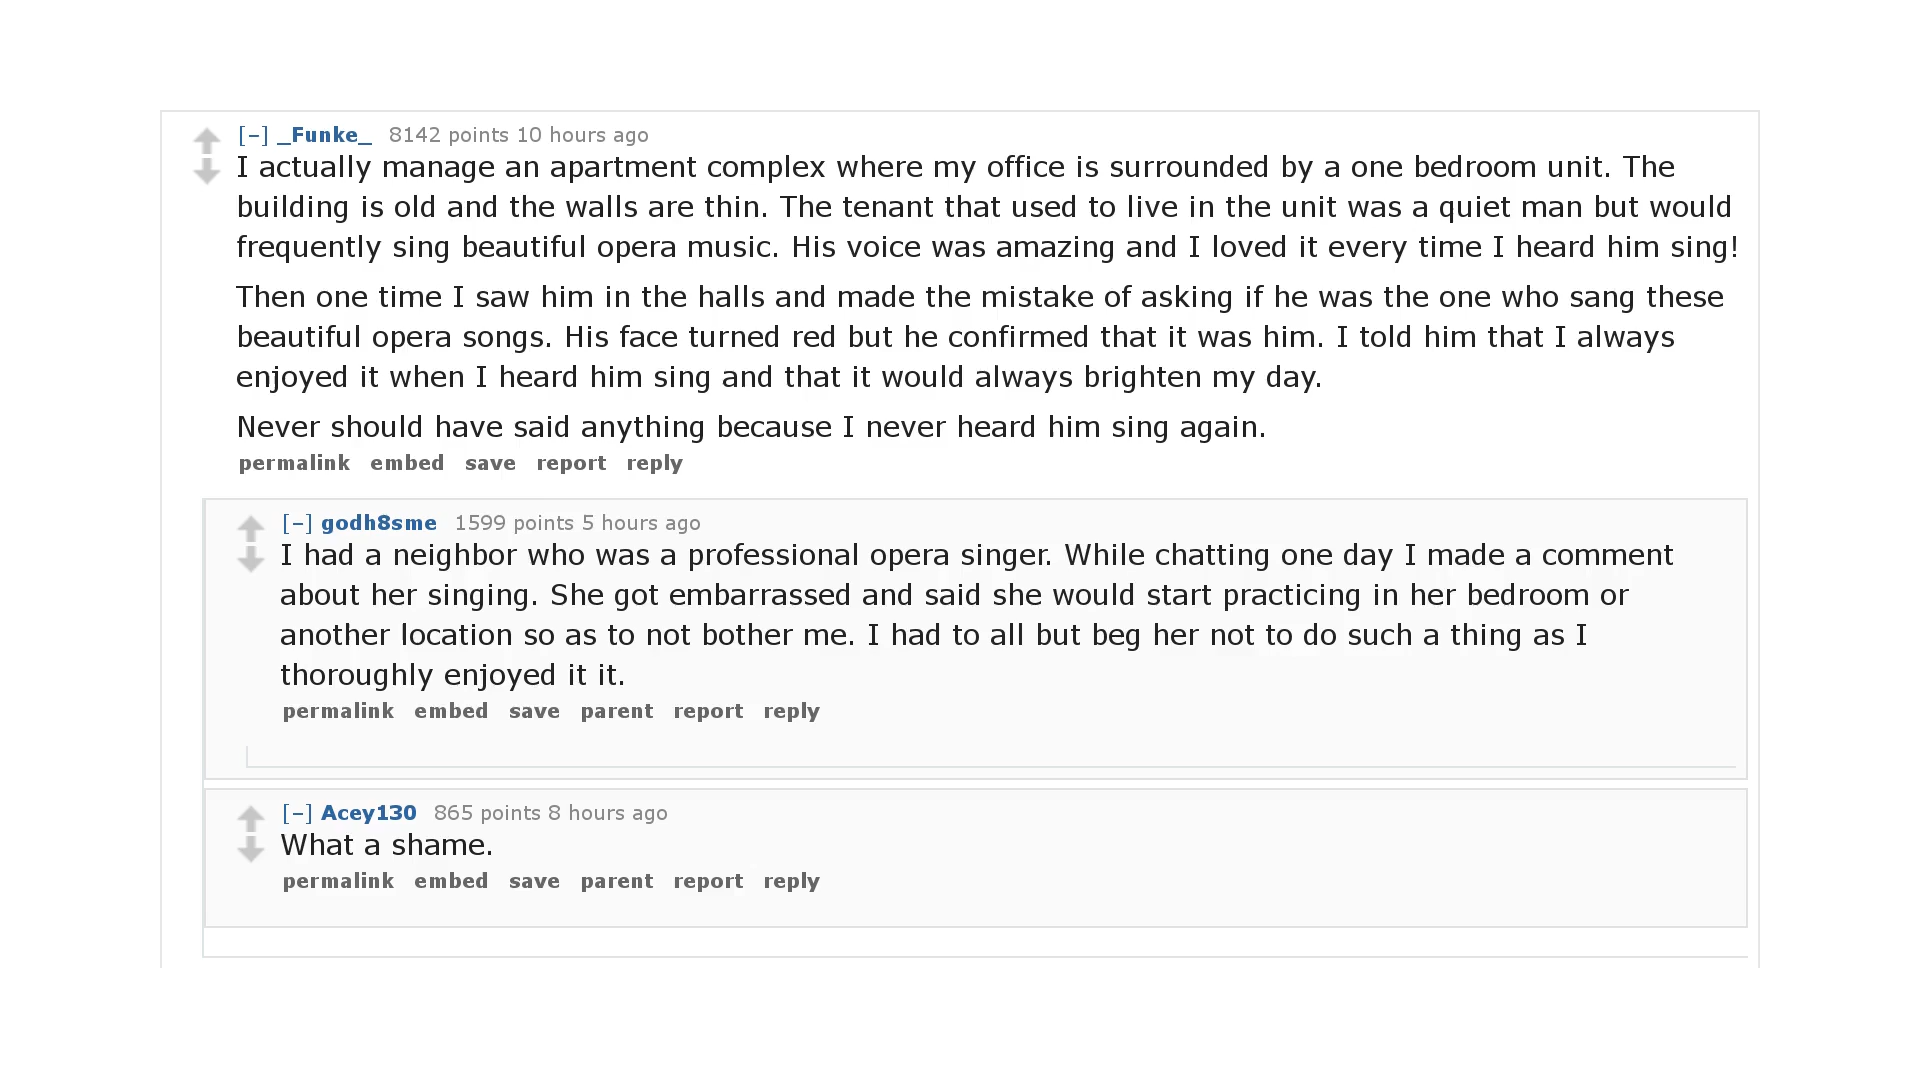 [–] _Funke_ 8142 points 10 hours ago
I actually manage an apartment complex where my office is surrounded by a one bedroom unit. The
building is old and the walls are thin. The tenant that used to live in the unit was a quiet man but would
frequently sing beautiful opera music. His voice was amazing and I loved it every time I heard him sing!
Then one time I saw him in the halls and made the mistake of asking if he was the one who sang these
beautiful opera songs. His face turned red but he confirmed that it was him. I told him that I always
enjoyed it when I heard him sing and that it would always brighten my day.
Never should have said anything because I never heard him sing again.
permalink embed save report reply
[–] godh8sme 1599 points 5 hours ago
I had a neighbor who was a professional opera singer. While chatting one day I made a comment
about her singing. She got embarrassed and said she would start practicing in her bedroom or
another location so as to not bother me. I had to all but beg her not to do such a thing as I
thoroughly enjoyed it it.
permalink embed save parent report reply
[–] Acey130 865 points 8 hours ago
What a shame.
permalink embed save parent report reply